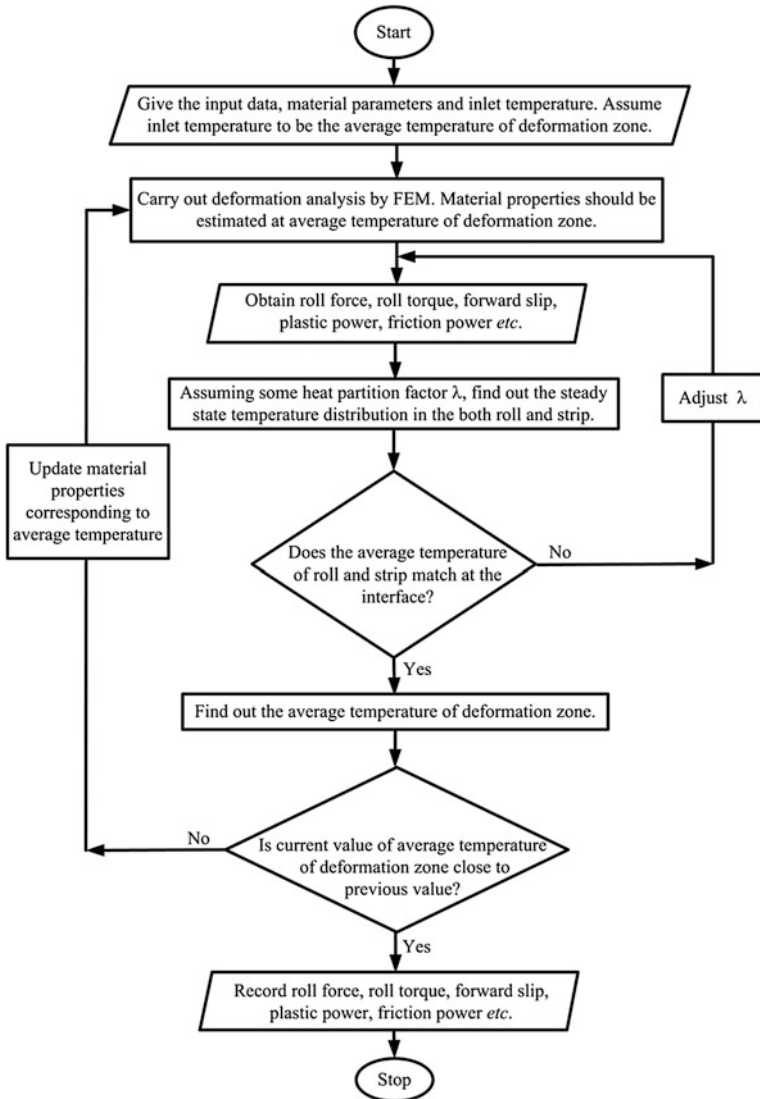 Start
Give the input data, material parameters and inlet temperature. Assume
inlet temperature to be the average temperature of deformation zone.
Carry out deformation analysis by FEM. Material properties should be
estimated at average temperature of deformation zone.
Obtain roll force, roll torque, forward slip,
plastic power, friction power etc.
Assuming some heat partition factor λ, find out the steady
state temperature distribution in the both roll and strip.
Adjust λ
Update material
properties
corresponding to
average temperature
Does the average temperature
of roll and strip match at the
interface?
No
Yes
Find out the average temperature of deformation zone.
No
Is current value of average temperature
of deformation zone close to
previous value?
Yes
Record roll force, roll torque, forward slip,
plastic power, friction power etc.
Stop